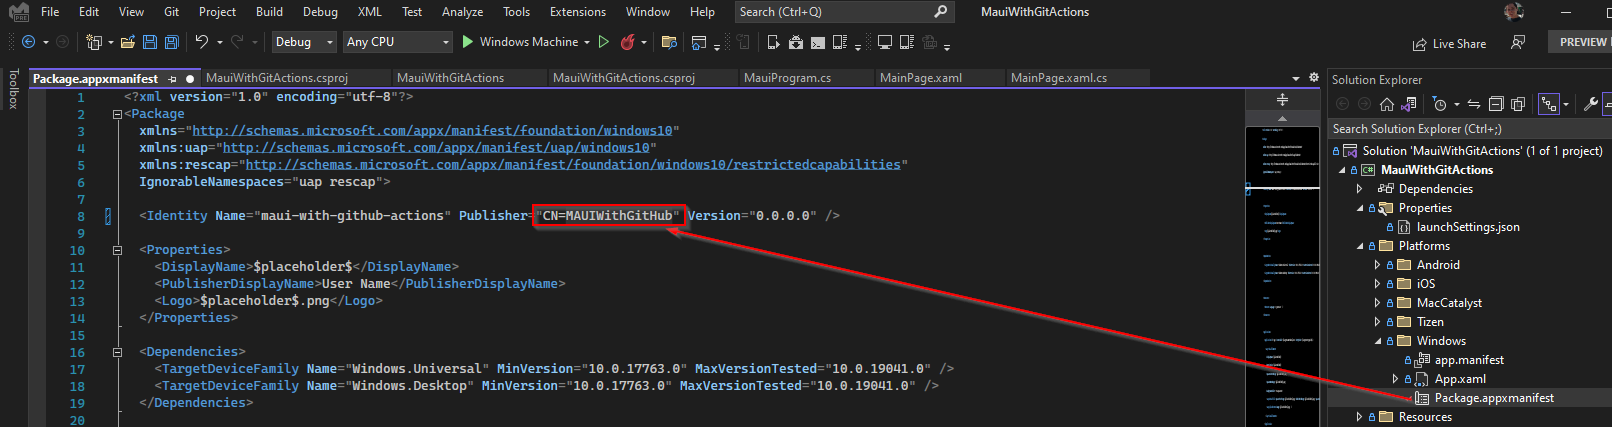 File Edit View Git Project Build Debug XML Test Analyze Tools Extensions Window Help Search (Ctrl+Q) MauiWithGitActions
PRE
Debug Any CPU Windows Machine Live Share PREVIEW
Toolbox
Package.appxmanifest MauiWithGitActions.csproj MauiWithGitActions MauiWithGitActions.csproj MauiProgram.cs MainPage.xaml MainPage.xaml.cs
1 <?xml version="1.0" encoding="utf-8"?>
2 <Package
3 xmlns="http://schemas.microsoft.com/appx/manifest/foundation/windows10"
4 xmlns:uap="http://schemas.microsoft.com/appx/manifest/uap/windows10"
5 xmlns:rescap="http://schemas.microsoft.com/appx/manifest/foundation/windows10/restrictedcapabilities"
6 IgnorableNamespaces="uap rescap">
7
8 <Identity Name="maui-with-github-actions" Publisher="CN=MAUIWithGitHub" Version="0.0.0.0" />
9
10 <Properties>
11 <DisplayName>$placeholder$</DisplayName>
12 <PublisherDisplayName>User Name</PublisherDisplayName>
13 <Logo>$placeholder$.png</Logo>
14 </Properties>
15
16 <Dependencies>
17 <TargetDeviceFamily Name="Windows.Universal" MinVersion="10.0.17763.0" MaxVersionTested="10.0.19041.0" />
18 <TargetDeviceFamily Name="Windows.Desktop" MinVersion="10.0.17763.0" MaxVersionTested="10.0.19041.0" />
19 </Dependencies>
20
Solution Explorer
Search Solution Explorer (Ctrl+;)
Solution 'MauiWithGitActions' (1 of 1 project)
C# MauiWithGitActions
Dependencies
Properties
launchSettings.json
Platforms
Android
iOS
MacCatalyst
Tizen
Windows
app.manifest
App.xaml
Package.appxmanifest
Resources